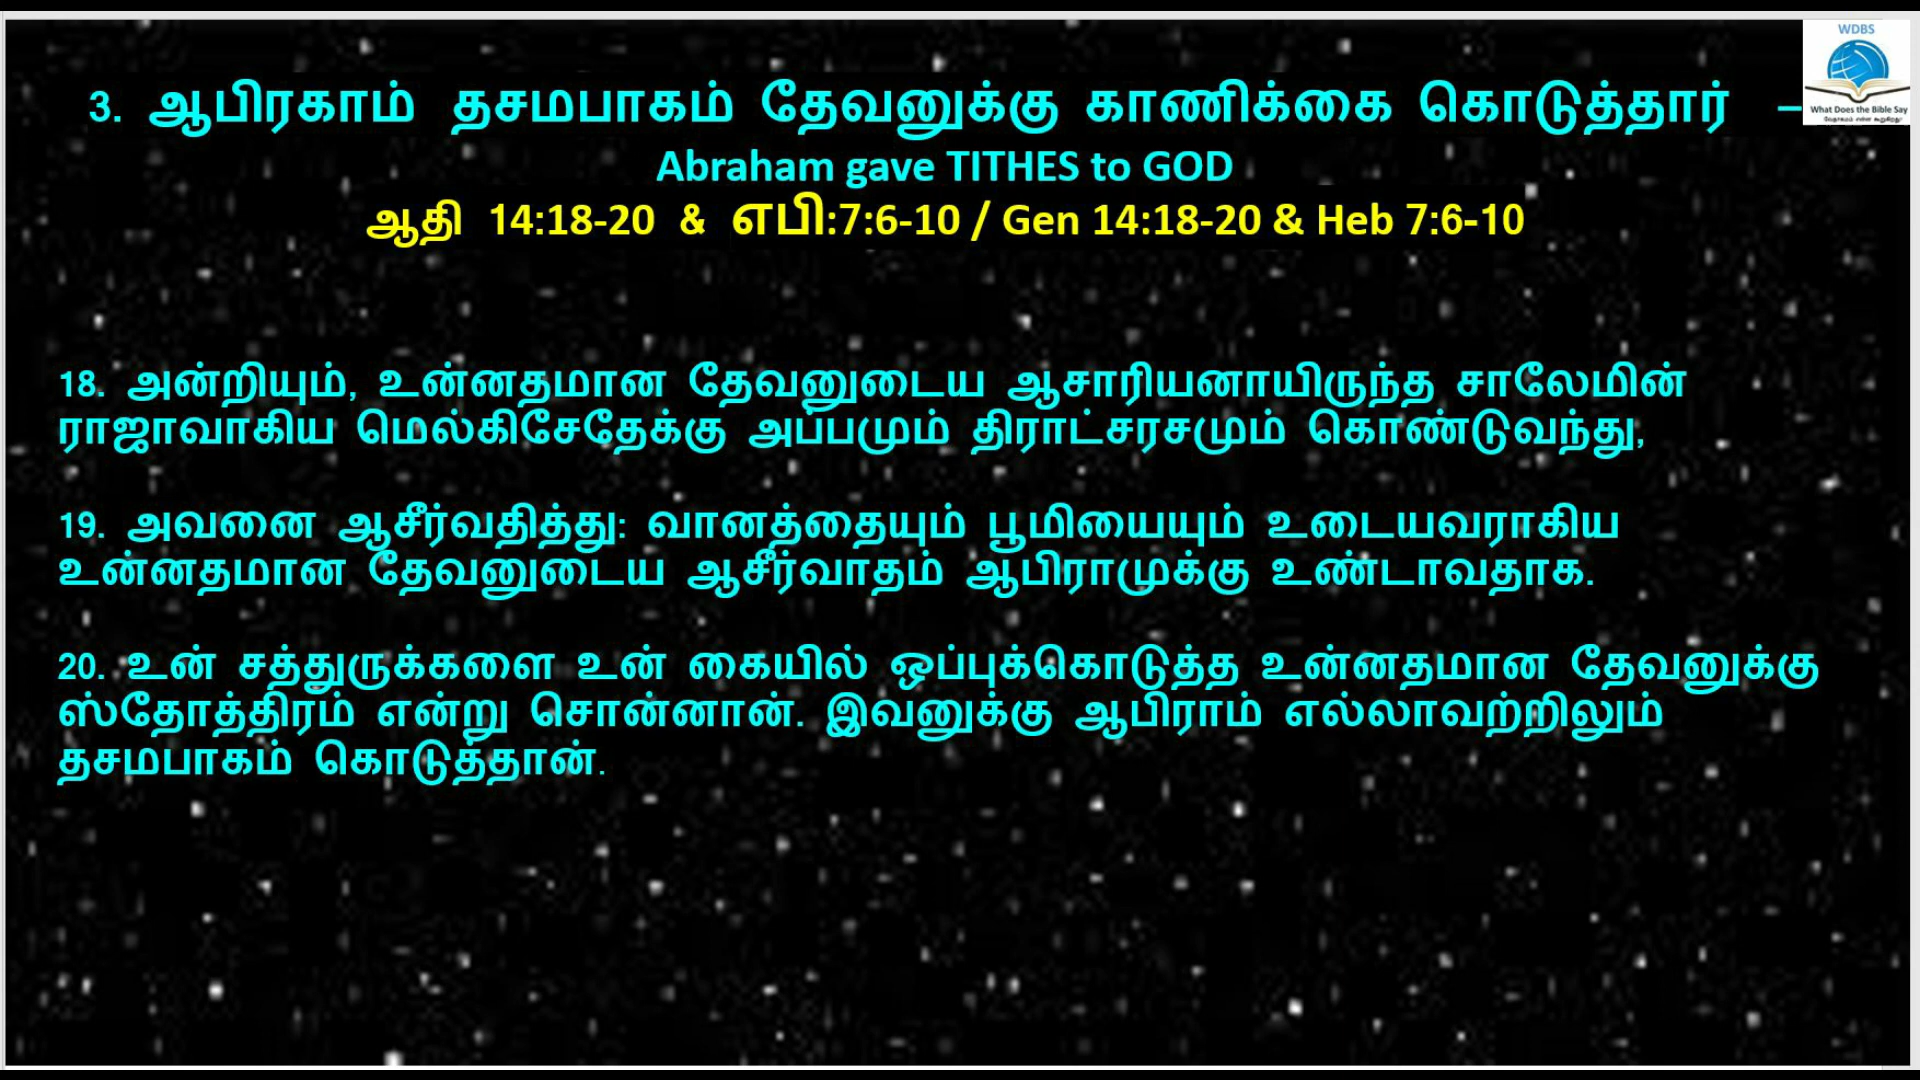 WDBS
What Does the Bible Say
வேதாகமம் என்ன கூறுகிறது?
3. ஆபிரகாம் தசமபாகம் தேவனுக்கு காணிக்கை கொடுத்தார் –
Abraham gave TITHES to GOD
ஆதி 14:18-20 & எபி:7:6-10 / Gen 14:18-20 & Heb 7:6-10
18. அன்றியும், உன்னதமான தேவனுடைய ஆசாரியனாயிருந்த சாலேமின்
ராஜாவாகிய மெல்கிசேதேக்கு அப்பமும் திராட்சரசமும் கொண்டுவந்து,
19. அவனை ஆசீர்வதித்து: வானத்தையும் பூமியையும் உடையவராகிய
உன்னதமான தேவனுடைய ஆசீர்வாதம் ஆபிராமுக்கு உண்டாவதாக.
20. உன் சத்துருக்களை உன் கையில் ஒப்புக்கொடுத்த உன்னதமான தேவனுக்கு
ஸ்தோத்திரம் என்று சொன்னான். இவனுக்கு ஆபிராம் எல்லாவற்றிலும்
தசமபாகம் கொடுத்தான்.